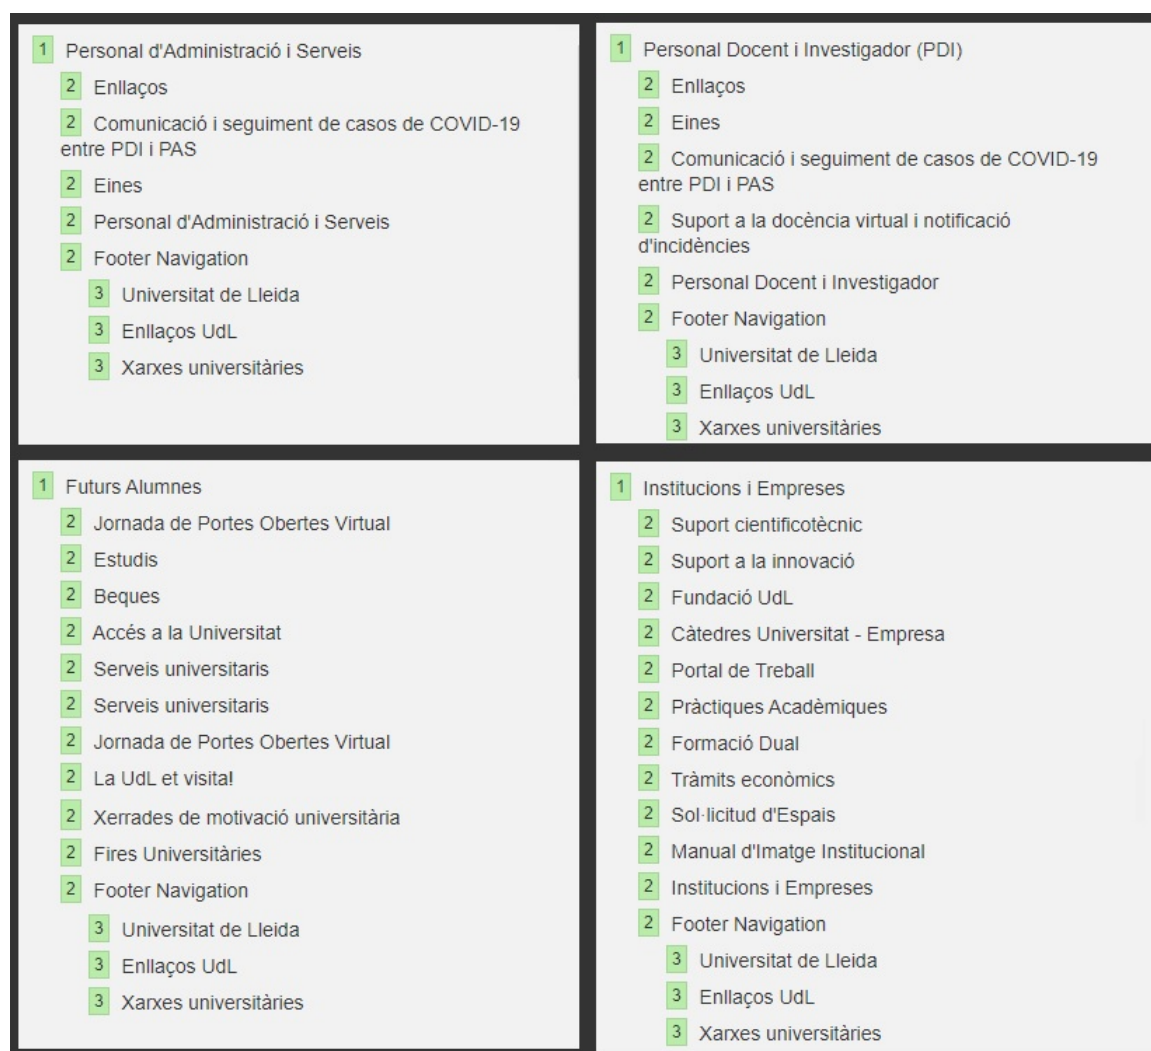 1 Personal d'Administració i Serveis
2 Enllaços
2 Comunicació i seguiment de casos de COVID-19
entre PDI i PAS
2 Eines
2 Personal d'Administració i Serveis
2 Footer Navigation
3 Universitat de Lleida
3 Enllaços UdL
3 Xarxes universitàries
1 Personal Docent i Investigador (PDI)
2 Enllaços
2 Eines
2 Comunicació i seguiment de casos de COVID-19
entre PDI i PAS
2 Suport a la docència virtual i notificació
d'incidències
2 Personal Docent i Investigador
2 Footer Navigation
3 Universitat de Lleida
3 Enllaços UdL
3 Xarxes universitàries
1 Futurs Alumnes
2 Jornada de Portes Obertes Virtual
2 Estudis
2 Beques
2 Accés a la Universitat
2 Serveis universitaris
2 Serveis universitaris
2 Jornada de Portes Obertes Virtual
2 La UdL et visita!
2 Xerrades de motivació universitària
2 Fires Universitàries
2 Footer Navigation
3 Universitat de Lleida
3 Enllaços UdL
3 Xarxes universitàries
1 Institucions i Empreses
2 Suport cientificotècnic
2 Suport a la innovació
2 Fundació UdL
2 Càtedres Universitat - Empresa
2 Portal de Treball
2 Pràctiques Acadèmiques
2 Formació Dual
2 Tràmits econòmics
2 Sol·licitud d'Espais
2 Manual d'Imatge Institucional
2 Institucions i Empreses
2 Footer Navigation
3 Universitat de Lleida
3 Enllaços UdL
3 Xarxes universitàries